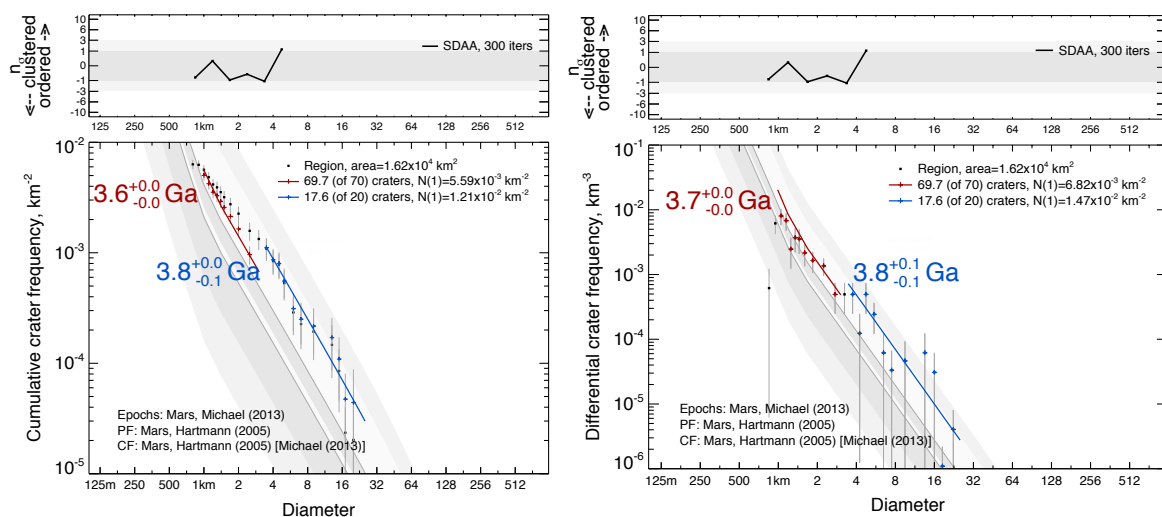 10
6
3
1
0
-1
-3
-6
-10
<-- clustered
n_σ
ordered ->
SDAA, 300 iters
125
250
500
1km
2
4
8
16
32
64
128
256
512
10^-2
10^-3
10^-4
10^-5
Cumulative crater frequency, km^-2
Region, area=1.62x10^4 km^2
69.7 (of 70) craters, N(1)=5.59x10^-3 km^-2
17.6 (of 20) craters, N(1)=1.21x10^-2 km^-2
3.6 +0.0 -0.0 Ga
3.8 +0.0 -0.1 Ga
Epochs: Mars, Michael (2013)
PF: Mars, Hartmann (2005)
CF: Mars, Hartmann (2005) [Michael (2013)]
125m
250
500
1km
2
4
8
16
32
64
128
256
512
Diameter
10
6
3
1
0
-1
-3
-6
-10
<-- clustered
n_σ
ordered ->
SDAA, 300 iters
125
250
500
1km
2
4
8
16
32
64
128
256
512
10^-1
10^-2
10^-3
10^-4
10^-5
10^-6
Differential crater frequency, km^-3
Region, area=1.62x10^4 km^2
69.7 (of 70) craters, N(1)=6.82x10^-3 km^-2
17.6 (of 20) craters, N(1)=1.47x10^-2 km^-2
3.7 +0.0 -0.0 Ga
3.8 +0.1 -0.1 Ga
Epochs: Mars, Michael (2013)
PF: Mars, Hartmann (2005)
CF: Mars, Hartmann (2005) [Michael (2013)]
125m
250
500
1km
2
4
8
16
32
64
128
256
512
Diameter